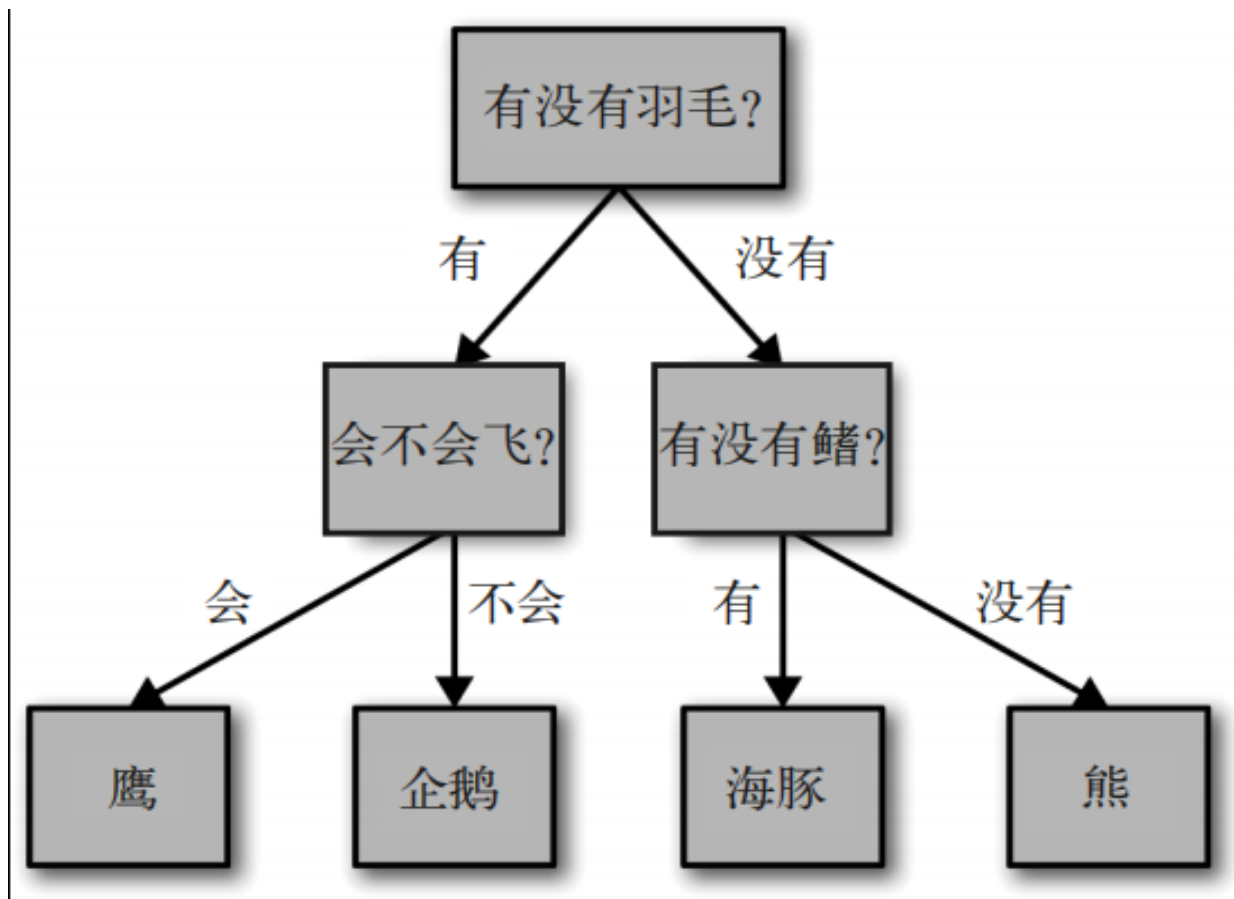 有没有羽毛?
有
没有
会不会飞?
有没有鳍?
会
不会
有
没有
鹰
企鹅
海豚
熊